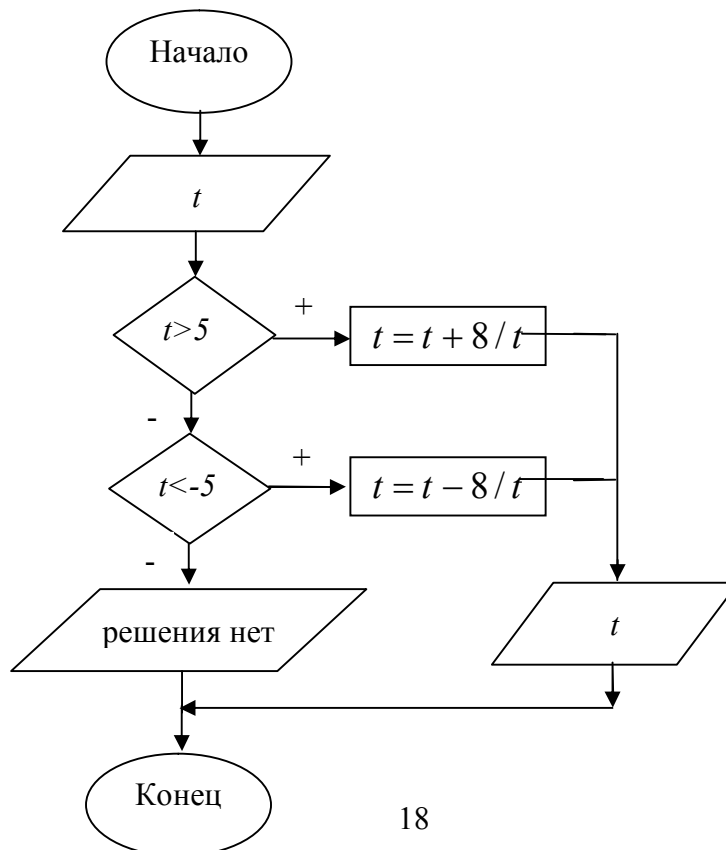 Начало
t
t>5
+
t = t + 8 / t
-
t<-5
+
t = t − 8 / t
-
решения нет
t
Конец
18